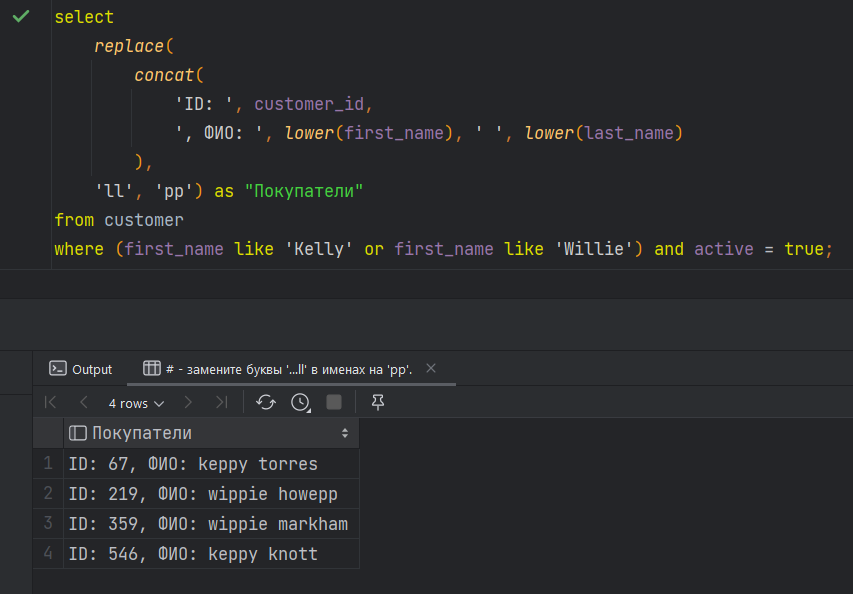 select
replace(
concat(
'ID: ', customer_id,
', ФИО: ', lower(first_name), ' ', lower(last_name)
),
'll', 'pp') as "Покупатели"
from customer
where (first_name like 'Kelly' or first_name like 'Willie') and active = true;
Output
# - замените буквы '...ll' в именах на 'pp'.
4 rows
Покупатели
1 ID: 67, ФИО: keppy torres
2 ID: 219, ФИО: wippie howepp
3 ID: 359, ФИО: wippie markham
4 ID: 546, ФИО: keppy knott